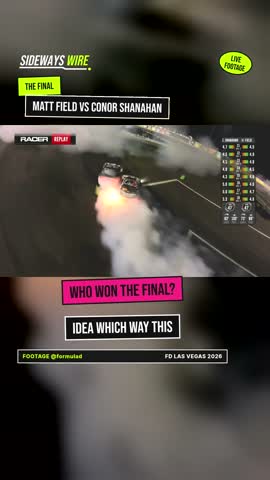 SIDEWAYS WIRE.
LIVE
FOOTAGE
THE FINAL
MATT FIELD VS CONOR SHANAHAN
RACER REPLAY
WHO WON THE FINAL?
IDEA WHICH WAY THIS
FOOTAGE @formulad
FD LAS VEGAS 2026